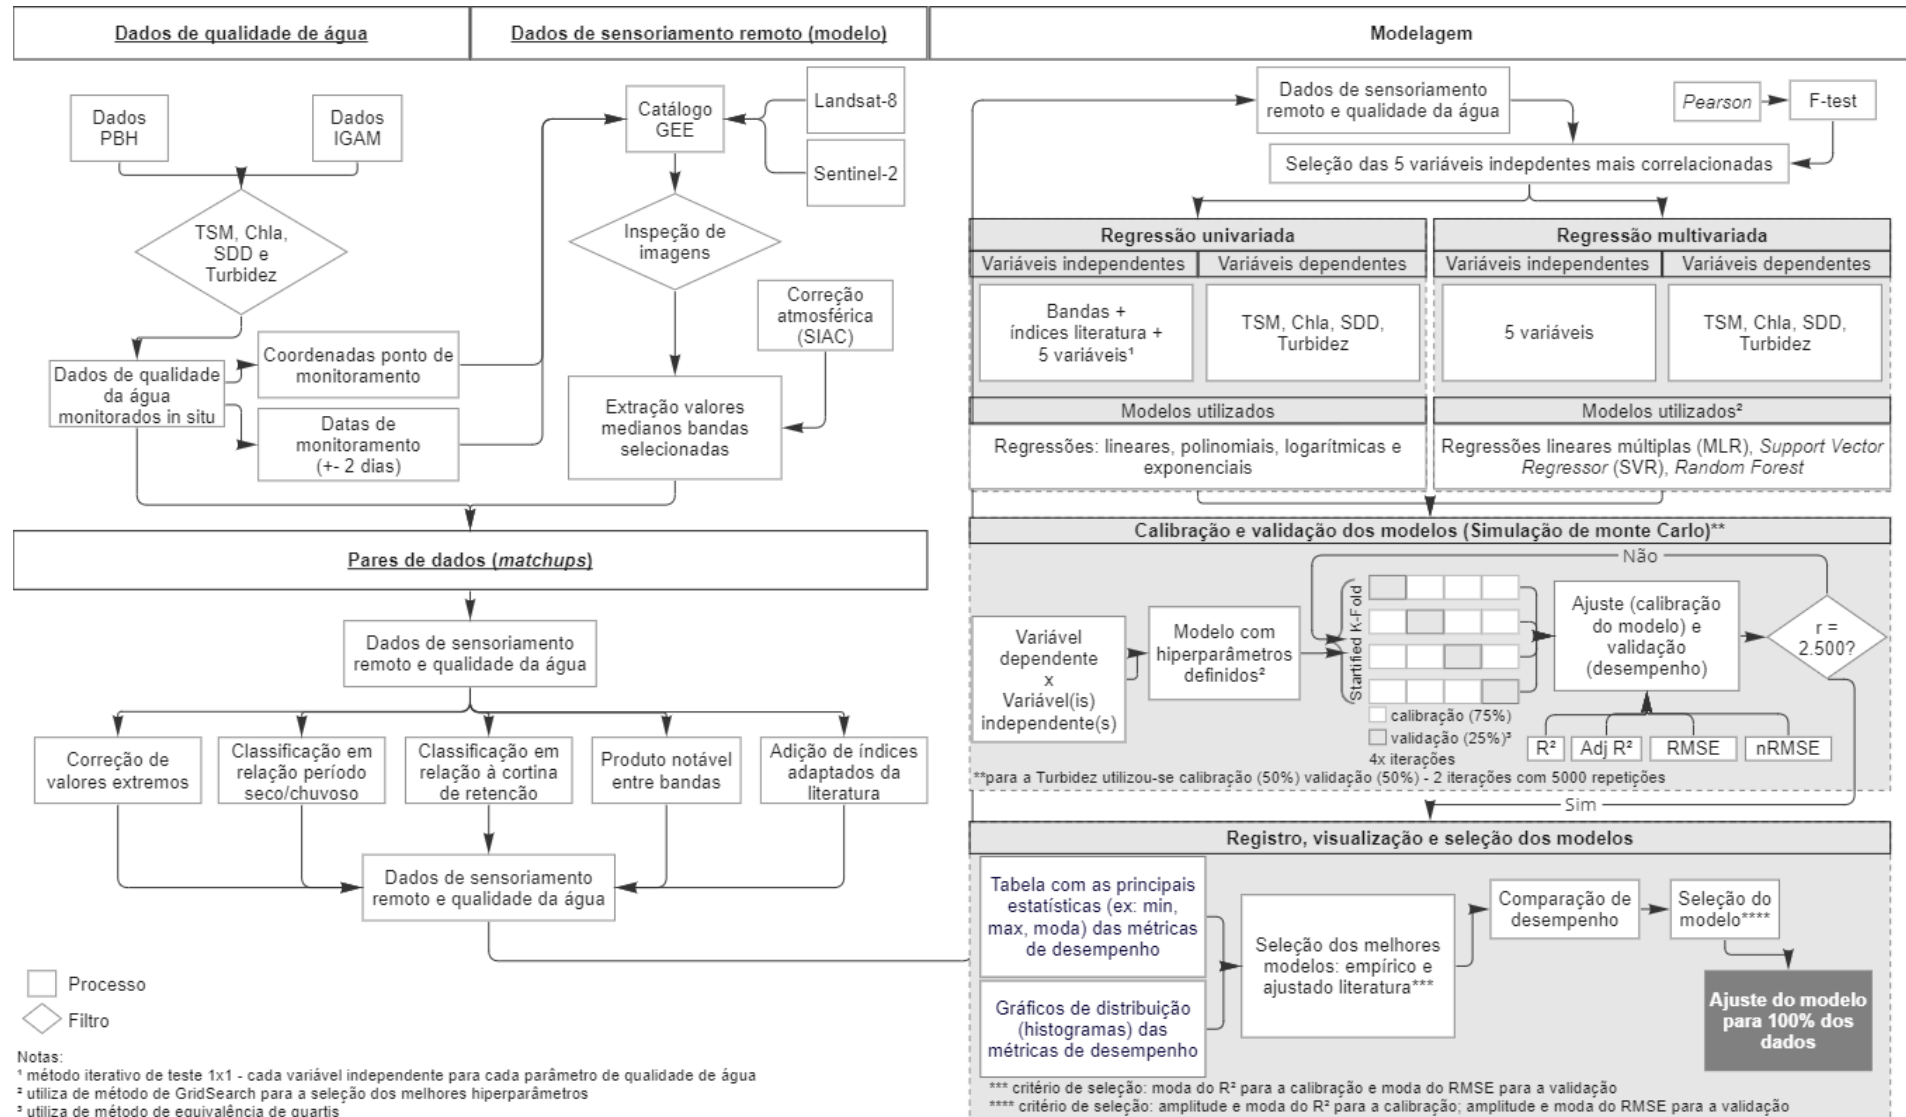 Dados de qualidade de água
Dados de sensoriamento remoto (modelo)
Modelagem
Dados
PBH
Dados
IGAM
TSM, Chla,
SDD e
Turbidez
Dados de qualidade
da água
monitorados in situ
Coordenadas ponto de
monitoramento
Datas de
monitoramento
(+- 2 dias)
Catálogo
GEE
Landsat-8
Sentinel-2
Inspeção de
imagens
Correção
atmosférica
(SIAC)
Extração valores
medianos bandas
selecionadas
Pares de dados (matchups)
Dados de sensoriamento
remoto e qualidade da água
Correção de
valores extremos
Classificação em
relação período
seco/chuvoso
Classificação em
relação à cortina
de retenção
Produto notável
entre bandas
Adição de índices
adaptados da
literatura
Dados de sensoriamento
remoto e qualidade da água
Processo
Filtro
Notas:
¹ método iterativo de teste 1x1 - cada variável independente para cada parâmetro de qualidade de água
² utiliza de método de GridSearch para a seleção dos melhores hiperparâmetros
³ utiliza de método de equivalência de quartis
Dados de sensoriamento
remoto e qualidade da água
Pearson
F-test
Seleção das 5 variáveis indepdentes mais correlacionadas
Regressão univariada
Variáveis independentes
Variáveis dependentes
Bandas +
índices literatura +
5 variáveis¹
TSM, Chla, SDD,
Turbidez
Modelos utilizados
Regressões: lineares, polinomiais, logarítmicas e
exponenciais
Regressão multivariada
Variáveis independentes
Variáveis dependentes
5 variáveis
TSM, Chla, SDD,
Turbidez
Modelos utilizados²
Regressões lineares múltiplas (MLR), Support Vector
Regressor (SVR), Random Forest
Calibração e validação dos modelos (Simulação de monte Carlo)**
Não
Variável
dependente
x
Variável(is)
independente(s)
Modelo com
hiperparâmetros
definidos²
Startified K-Fold
calibração (75%)
validação (25%)³
4x iterações
Ajuste (calibração
do modelo) e
validação
(desempenho)
r =
2.500?
R²
Adj R²
RMSE
nRMSE
**para a Turbidez utilizou-se calibração (50%) validação (50%) - 2 iterações com 5000 repetições
Sim
Registro, visualização e seleção dos modelos
Tabela com as principais
estatísticas (ex: min,
max, moda) das métricas
de desempenho
Gráficos de distribuição
(histogramas) das
métricas de desempenho
Seleção dos melhores
modelos: empírico e
ajustado literatura***
Comparação de
desempenho
Seleção do
modelo****
Ajuste do modelo
para 100% dos
dados
*** critério de seleção: moda do R² para a calibração e moda do RMSE para a validação
**** critério de seleção: amplitude e moda do R² para a calibração; amplitude e moda do RMSE para a validação